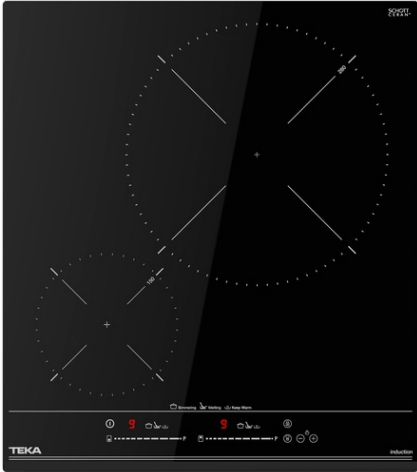 SCHOTT
CERAN®
280
150
Simmering Melting Keep Warm
9 9
P P
TEKA induction